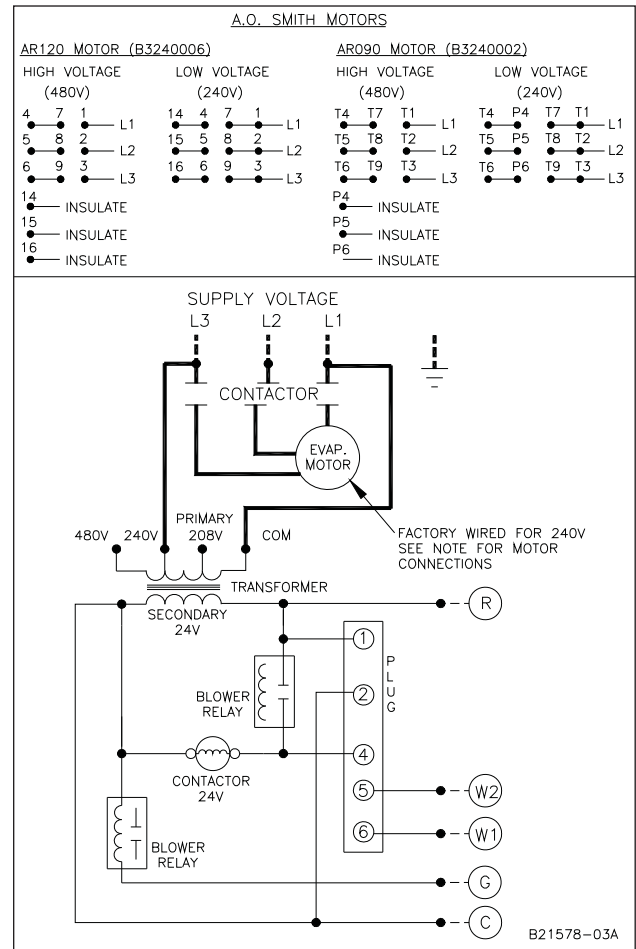 A.O. SMITH MOTORS
AR120 MOTOR (B3240006)
HIGH VOLTAGE
(480V)
4 7 1 L1
5 8 2 L2
6 9 3 L3
14 INSULATE
15 INSULATE
16 INSULATE
LOW VOLTAGE
(240V)
14 4 7 1 L1
15 5 8 2 L2
16 6 9 3 L3
AR090 MOTOR (B3240002)
HIGH VOLTAGE
(480V)
T4 T7 T1 L1
T5 T8 T2 L2
T6 T9 T3 L3
P4 INSULATE
P5 INSULATE
P6 INSULATE
LOW VOLTAGE
(240V)
T4 P4 T7 T1 L1
T5 P5 T8 T2 L2
T6 P6 T9 T3 L3
SUPPLY VOLTAGE
L3 L2 L1
CONTACTOR
EVAP.
MOTOR
FACTORY WIRED FOR 240V
SEE NOTE FOR MOTOR
CONNECTIONS
PRIMARY
480V 240V 208V COM
TRANSFORMER
SECONDARY
24V
R
1
PLUG
2
BLOWER
RELAY
4
CONTACTOR
24V
5 W2
6 W1
BLOWER
RELAY
G
C
B21578-03A